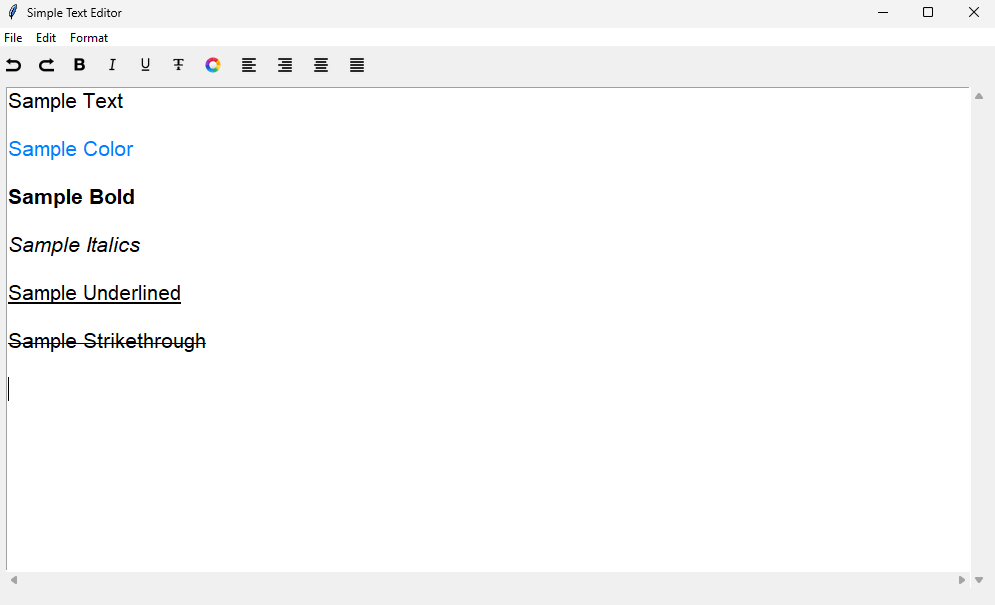 Simple Text Editor
File Edit Format
B I U T
Sample Text
Sample Color
Sample Bold
Sample Italics
Sample Underlined
Sample Strikethrough